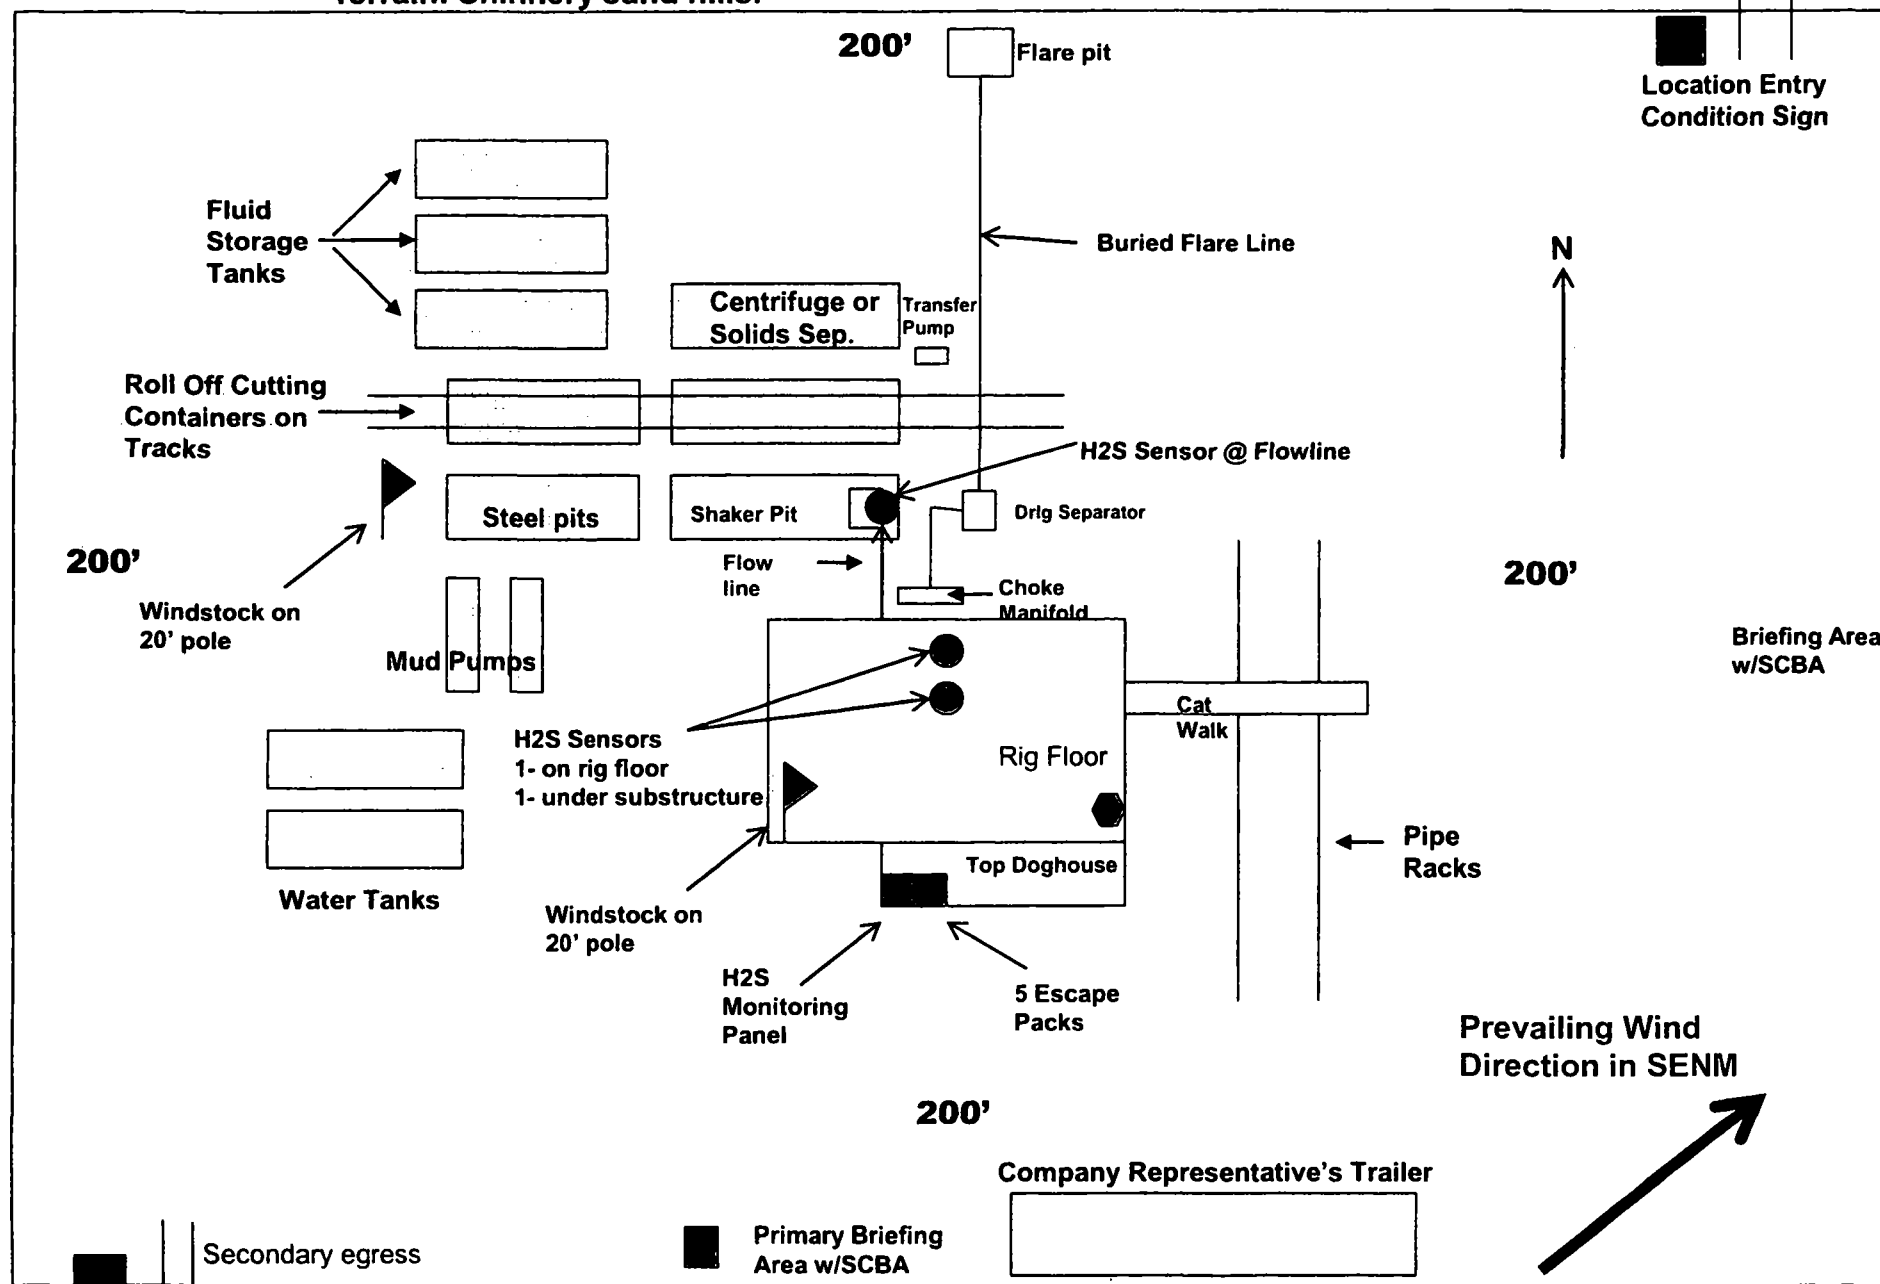 200'
Flare pit
Location Entry
Condition Sign
Fluid
Storage
Tanks
Buried Flare Line
N
Centrifuge or
Solids Sep.
Transfer
Pump
Roll Off Cutting
Containers on
Tracks
H2S Sensor @ Flowline
Steel pits
Shaker Pit
Drlg Separator
200'
Flow
line
200'
Choke
Manifold
Windstock on
20' pole
Mud Pumps
Briefing Area
w/SCBA
Cat
Walk
H2S Sensors
1- on rig floor
1- under substructure
Rig Floor
Pipe
Racks
Top Doghouse
Water Tanks
Windstock on
20' pole
H2S
Monitoring
Panel
5 Escape
Packs
Prevailing Wind
Direction in SENM
200'
Company Representative's Trailer
Primary Briefing
Area w/SCBA
Secondary egress